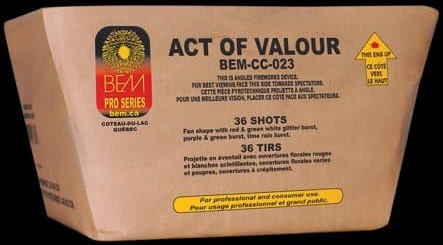 BEM
PRO SERIES
bem.ca
COTEAU-DU-LAC
QUÉBEC
ACT OF VALOUR
BEM-CC-023
THIS IS ANGLED FIREWORKS DEVICE.
FOR BEST VIEWING FACE THIS SIDE TOWARDS SPECTATORS.
CETTE PIÈCE PYROTECHNIQUE PROJETTE À ANGLE.
POUR UNE MEILLEURE VISION, PLACER CE CÔTÉ FACE AUX SPECTATEURS.
THIS END UP
CE CÔTÉ
VERS
LE HAUT
36 SHOTS
Fan shape with red & green white glitter burst,
purple & green burst, time rain burst.
36 TIRS
Projette en éventail avec ouvertures florales rouges
et blanches scintillantes, ouvertures florales vertes
et pourpres, ouvertures à crépitement.
For professional and consumer use.
Pour usage professionnel et grand public.